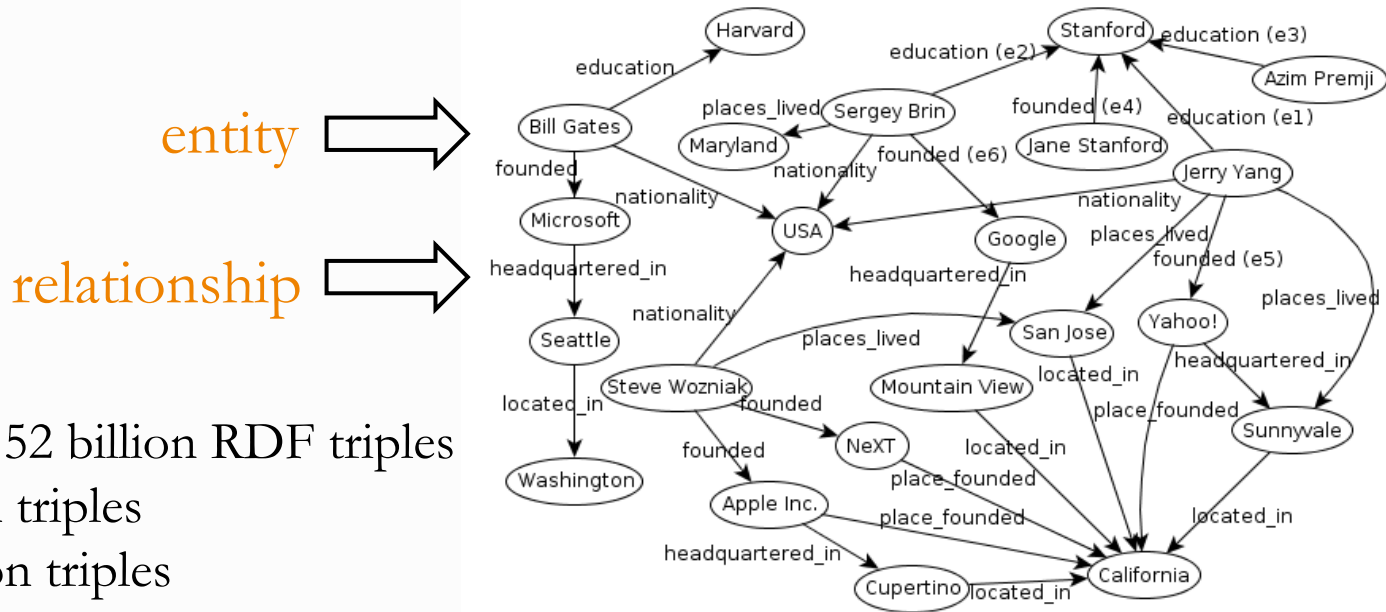 entity
relationship
52 billion RDF triples
triples
on triples
Harvard
Stanford
education (e3)
education (e2)
education
Azim Premji
places_lived
Sergey Brin
founded (e4)
Bill Gates
education (e1)
Maryland
Jane Stanford
founded
nationality
founded (e6)
Jerry Yang
nationality
nationality
Microsoft
USA
Google
places_lived
founded (e5)
headquartered_in
headquartered_in
places_lived
nationality
Seattle
places_lived
San Jose
Yahoo!
headquartered_in
located_in
Steve Wozniak
Mountain View
located_in
founded
place_founded
Sunnyvale
founded
NeXT
located_in
Washington
place_founded
Apple Inc.
place_founded
located_in
headquartered_in
Cupertino
located_in
California